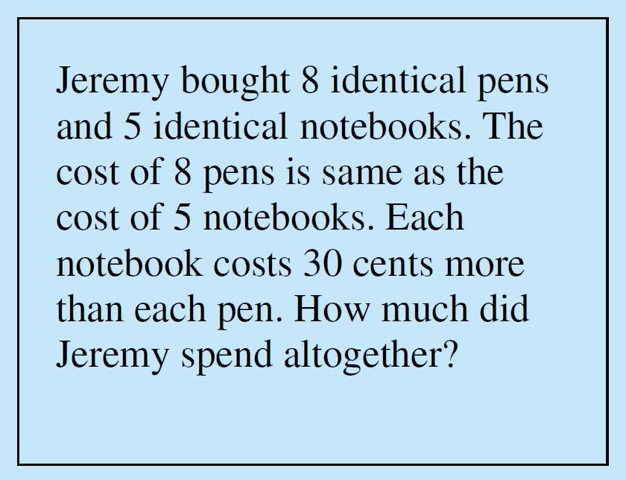 Jeremy bought 8 identical pens
and 5 identical notebooks. The
cost of 8 pens is same as the
cost of 5 notebooks. Each
notebook costs 30 cents more
than each pen. How much did
Jeremy spend altogether?